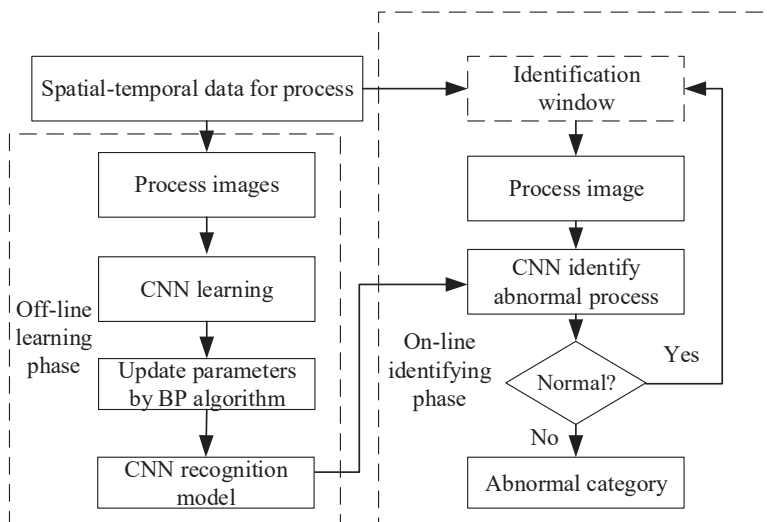 Spatial-temporal data for process
Process images
CNN learning
Off-line
learning
phase
Update parameters
by BP algorithm
CNN recognition
model
Identification
window
Process image
CNN identify
abnormal process
On-line
identifying
phase
Normal?
Yes
No
Abnormal category